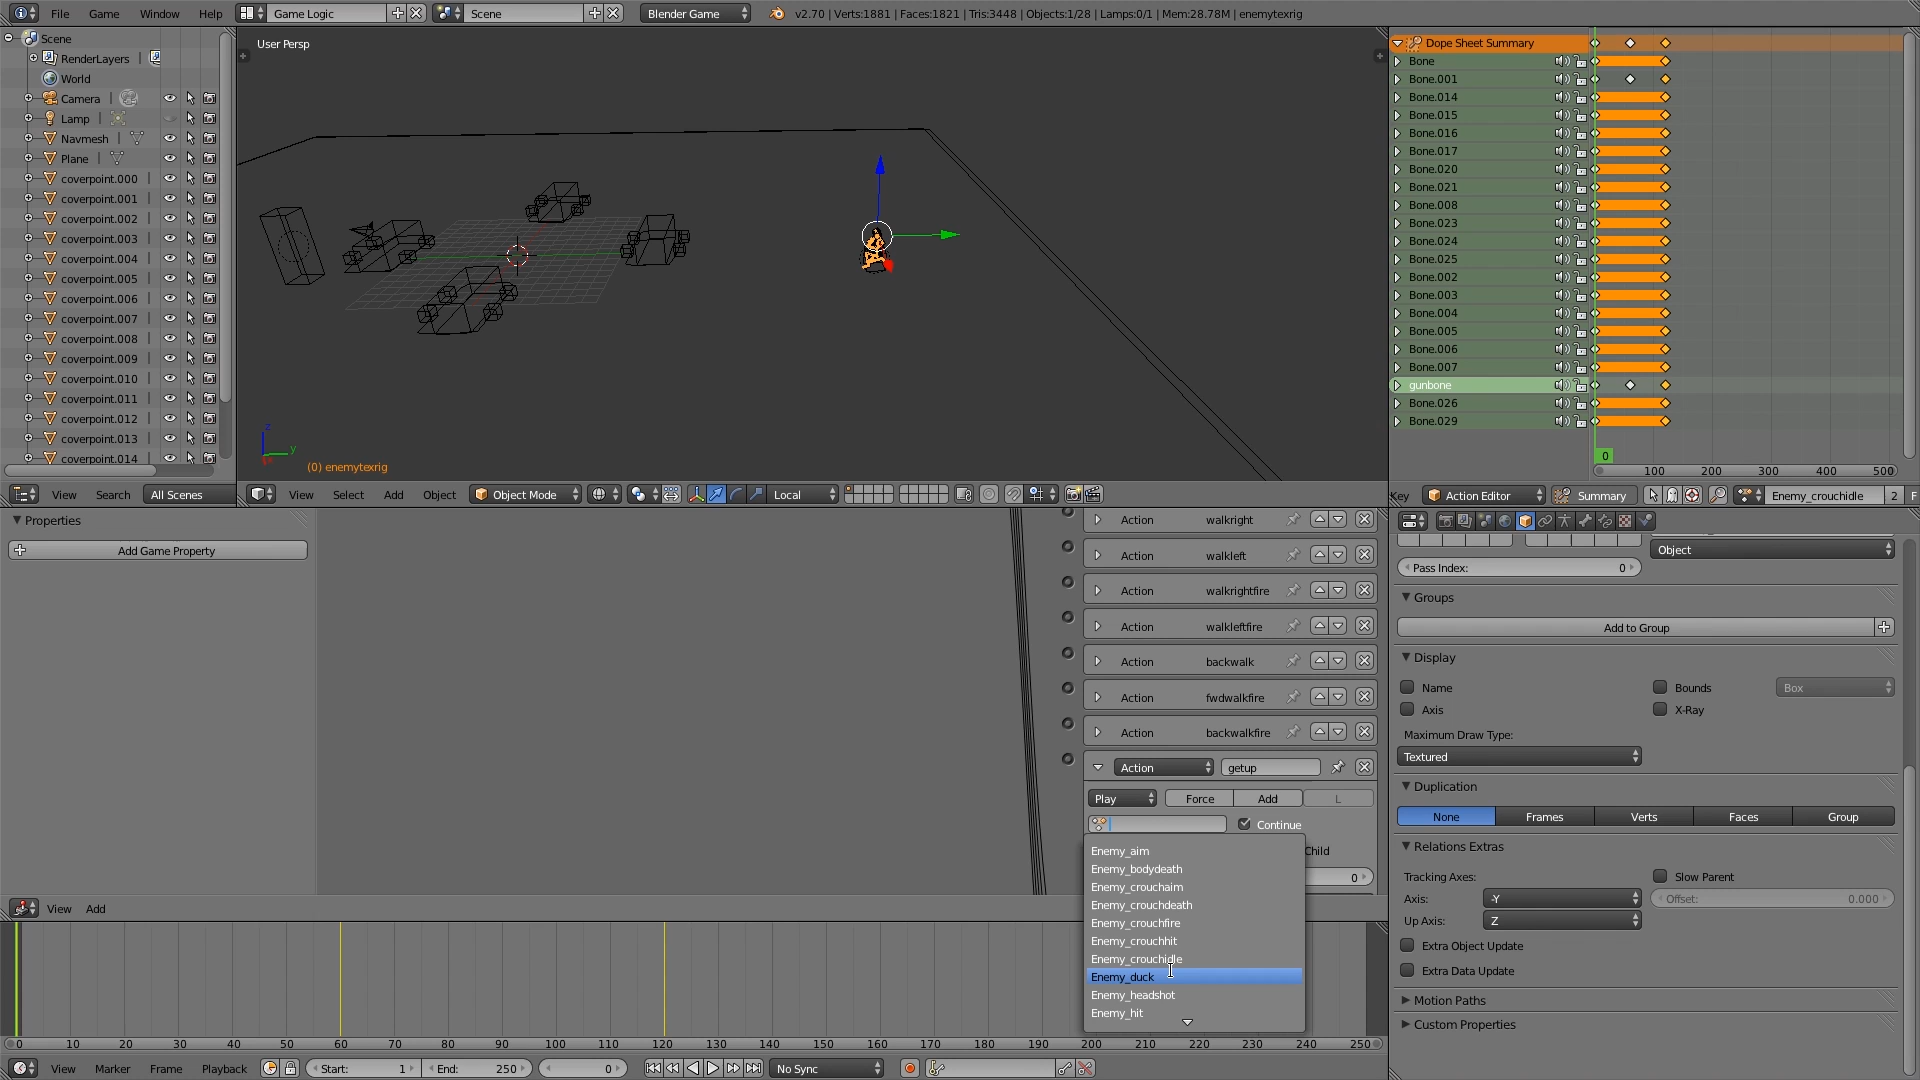 File Game Window Help Game Logic Scene Blender Game v2.70 | Verts:1881 | Faces:1821 | Tris:3448 | Objects:1/28 | Lamps:0/1 | Mem:28.78M | enemytexrig
Scene
RenderLayers
World
Camera
Lamp
Navmesh
Plane
coverpoint.000
coverpoint.001
coverpoint.002
coverpoint.003
coverpoint.004
coverpoint.005
coverpoint.006
coverpoint.007
coverpoint.008
coverpoint.009
coverpoint.010
coverpoint.011
coverpoint.012
coverpoint.013
coverpoint.014
View Search All Scenes
User Persp
z
y
(0) enemytexrig
View Select Add Object Object Mode Local
Dope Sheet Summary
Bone
Bone.001
Bone.014
Bone.015
Bone.016
Bone.017
Bone.020
Bone.021
Bone.008
Bone.023
Bone.024
Bone.025
Bone.002
Bone.003
Bone.004
Bone.005
Bone.006
Bone.007
gunbone
Bone.026
Bone.029
0
100 200 300 400 500
Key Action Editor Summary Enemy_crouchidle 2 F
Properties
Add Game Property
Action walkright
Action walkleft
Action walkrightfire
Action walkleftfire
Action backwalk
Action fwdwalkfire
Action backwalkfire
Action getup
Play Force Add L
Continue
Child
0
Enemy_aim
Enemy_bodydeath
Enemy_crouchaim
Enemy_crouchdeath
Enemy_crouchfire
Enemy_crouchhit
Enemy_crouchidle
Enemy_duck
Enemy_headshot
Enemy_hit
View Add
0 10 20 30 40 50 60 70 80 90 100 110 120 130 140 150 160 170 180 190 200 210 220 230 240 250
View Marker Frame Playback Start: 1 End: 250 0 No Sync
Object
Pass Index: 0
Groups
Add to Group
Display
Name Bounds Box
Axis X-Ray
Maximum Draw Type:
Textured
Duplication
None Frames Verts Faces Group
Relations Extras
Tracking Axes: Slow Parent
Axis: -Y Offset: 0.000
Up Axis: Z
Extra Object Update
Extra Data Update
Motion Paths
Custom Properties